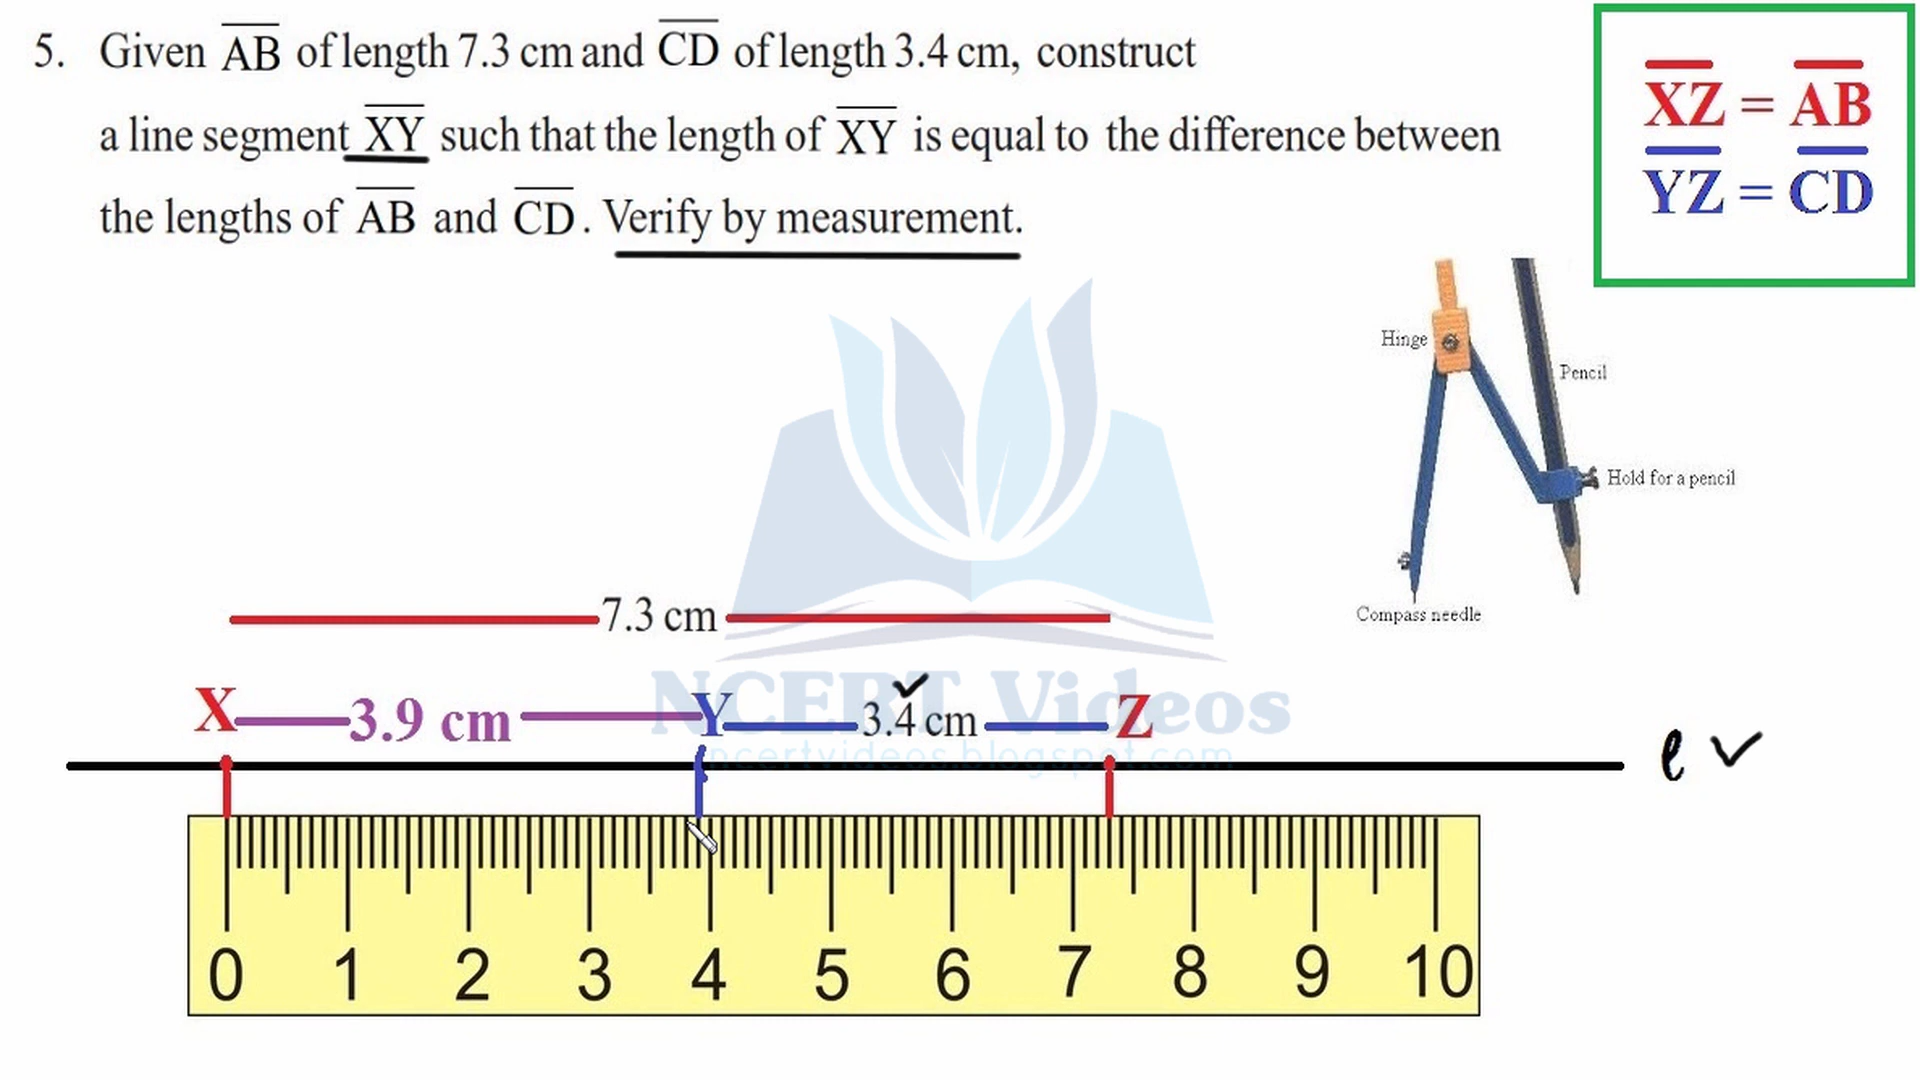 5. Given AB of length 7.3 cm and CD of length 3.4 cm, construct
a line segment XY such that the length of XY is equal to the difference between
the lengths of AB and CD. Verify by measurement.
XZ = AB
YZ = CD
Hinge
Pencil
Hold for a pencil
Compass needle
7.3 cm
NCERT Videos
X 3.9 cm Y 3.4 cm Z
ncertvideos.blogspot.com
l
0 1 2 3 4 5 6 7 8 9 10